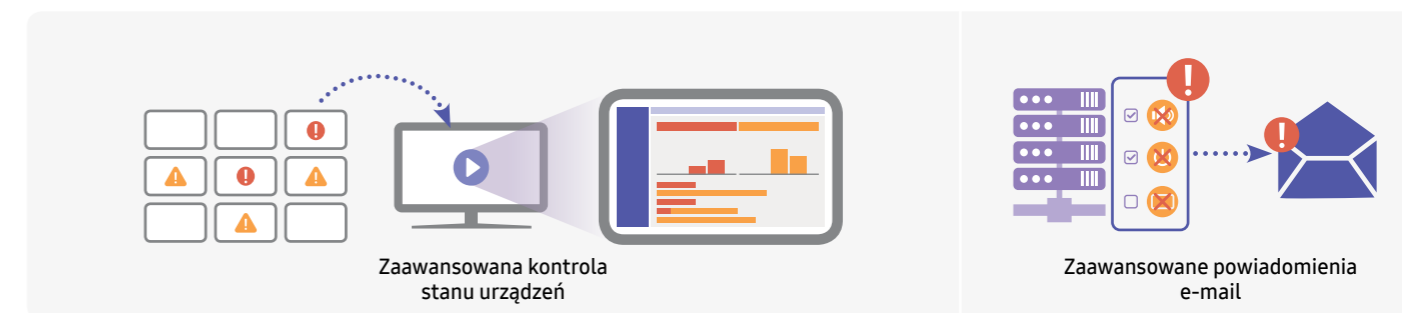 Zaawansowana kontrola
stanu urządzeń
Zaawansowane powiadomienia
e-mail